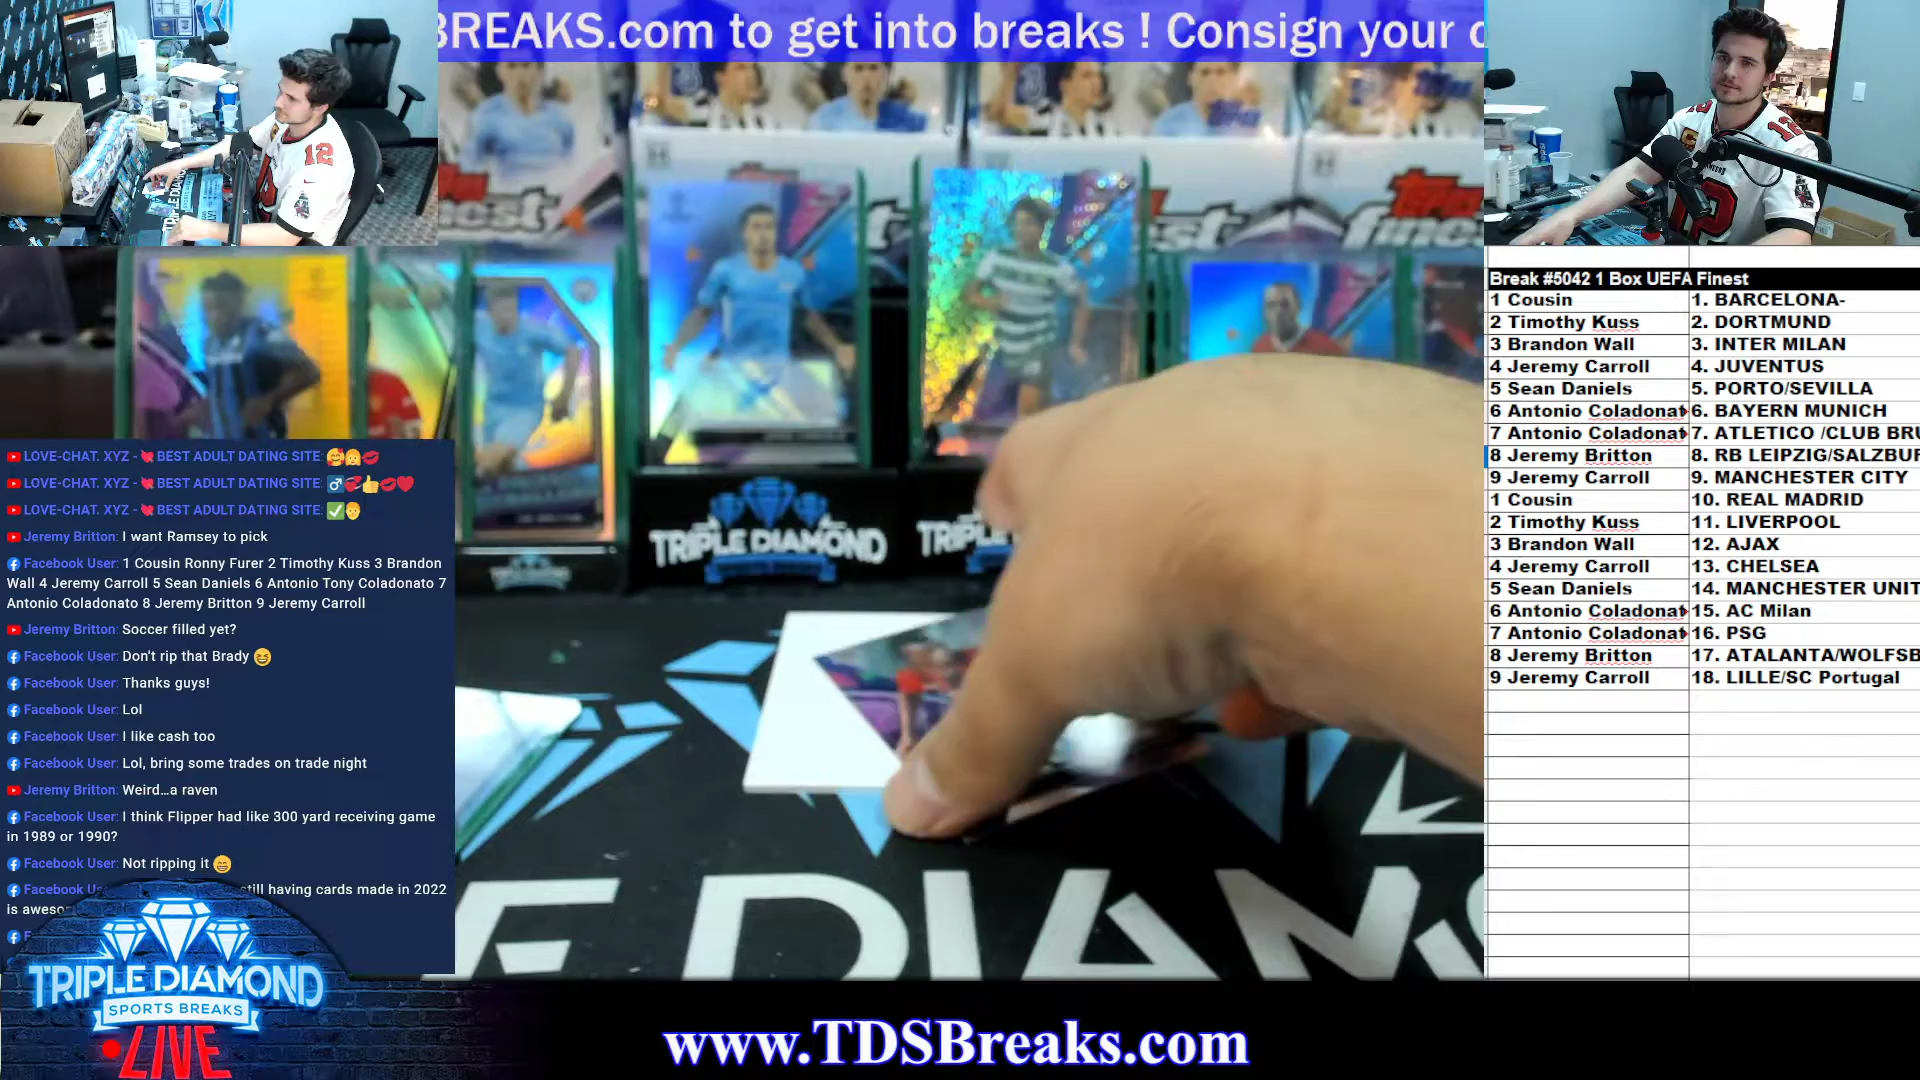 BREAKS.com to get into breaks ! Consign your
12
12
TRIPLE DIAMOND
finest
finest
Topps
LOVE-CHAT. XYZ - 💘 BEST ADULT DATING SITE: 🥰👩💋
LOVE-CHAT. XYZ - 💘 BEST ADULT DATING SITE: ♂️💞👍💋❤️
LOVE-CHAT. XYZ - 💘 BEST ADULT DATING SITE: ✅👨
Jeremy Britton: I want Ramsey to pick
Facebook User: 1 Cousin Ronny Furer 2 Timothy Kuss 3 Brandon
Wall 4 Jeremy Carroll 5 Sean Daniels 6 Antonio Tony Coladonato 7
Antonio Coladonato 8 Jeremy Britton 9 Jeremy Carroll
Jeremy Britton: Soccer filled yet?
Facebook User: Don't rip that Brady 😆
Facebook User: Thanks guys!
Facebook User: Lol
Facebook User: I like cash too
Facebook User: Lol, bring some trades on trade night
Jeremy Britton: Weird…a raven
Facebook User: I think Flipper had like 300 yard receiving game
in 1989 or 1990?
Facebook User: Not ripping it 😁
Facebook still having cards made in 2022
is
TRIPLE DIAMOND
SPORTS BREAKS
LIVE
TRIPLE DIAMOND
TRIPLE DIAMOND
E DIAMON
www.TDSBreaks.com
Break #5042 1 Box UEFA Finest
1 Cousin 1. BARCELONA-
2 Timothy Kuss 2. DORTMUND
3 Brandon Wall 3. INTER MILAN
4 Jeremy Carroll 4. JUVENTUS
5 Sean Daniels 5. PORTO/SEVILLA
6 Antonio Coladonat 6. BAYERN MUNICH
7 Antonio Coladonat 7. ATLETICO /CLUB BRU
8 Jeremy Britton 8. RB LEIPZIG/SALZBUR
9 Jeremy Carroll 9. MANCHESTER CITY
1 Cousin 10. REAL MADRID
2 Timothy Kuss 11. LIVERPOOL
3 Brandon Wall 12. AJAX
4 Jeremy Carroll 13. CHELSEA
5 Sean Daniels 14. MANCHESTER UNIT
6 Antonio Coladonat 15. AC Milan
7 Antonio Coladonat 16. PSG
8 Jeremy Britton 17. ATALANTA/WOLFSB
9 Jeremy Carroll 18. LILLE/SC Portugal